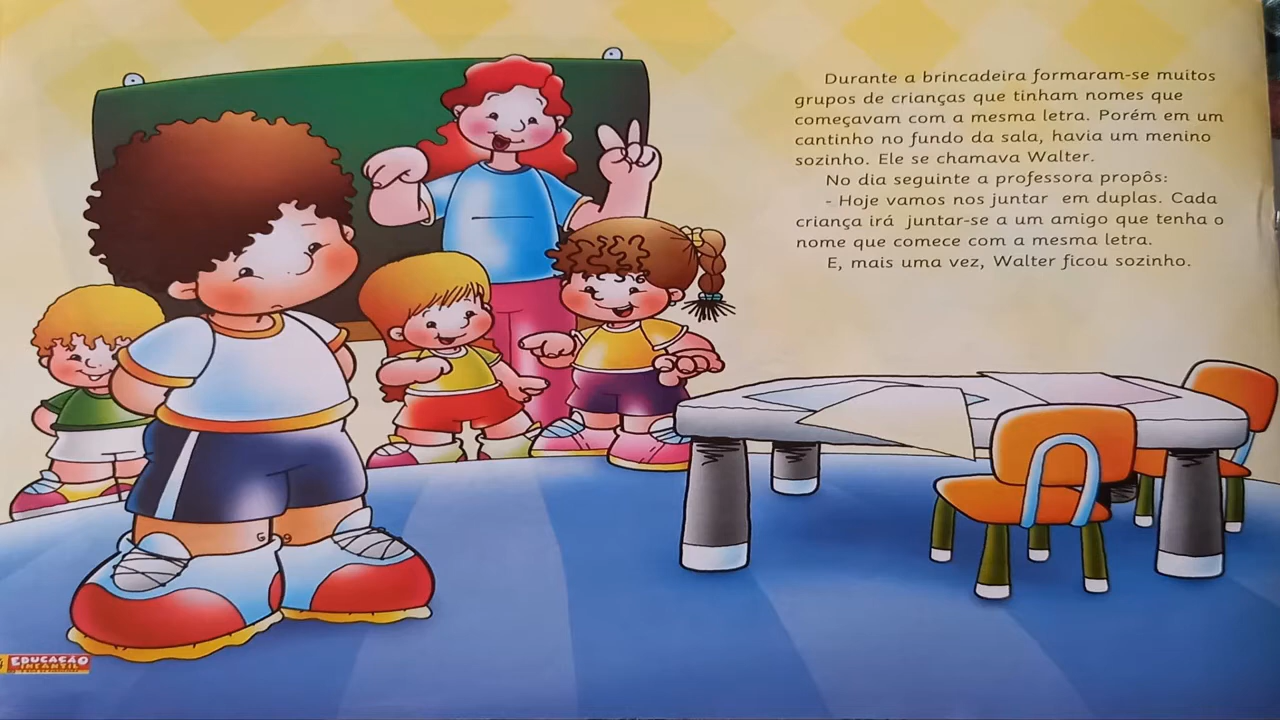 Durante a brincadeira formaram-se muitos
grupos de crianças que tinham nomes que
começavam com a mesma letra. Porém em um
cantinho no fundo da sala, havia um menino
sozinho. Ele se chamava Walter.
No dia seguinte a professora propôs:
- Hoje vamos nos juntar em duplas. Cada
criança irá juntar-se a um amigo que tenha o
nome que comece com a mesma letra.
E, mais uma vez, Walter ficou sozinho.
EDUCAÇÃO
INFANTIL